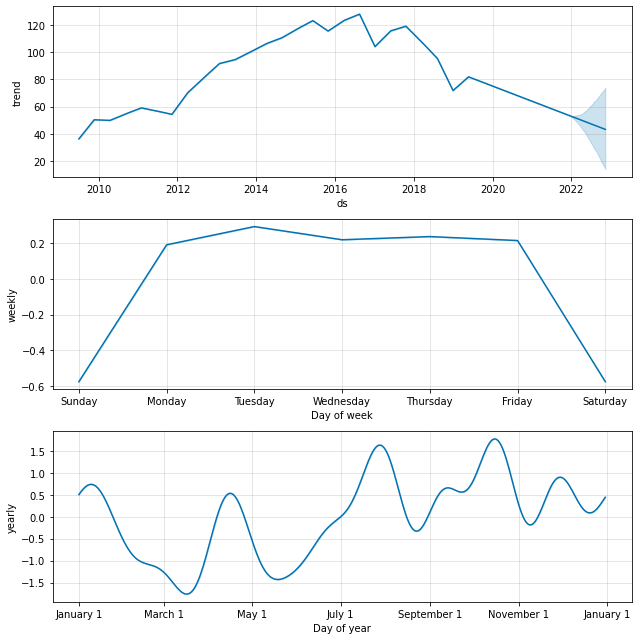 120
100
80
60
40
20
trend
2010 2012 2014 2016 2018 2020 2022
ds
0.2
0.0
-0.2
-0.4
-0.6
weekly
Sunday Monday Tuesday Wednesday Thursday Friday Saturday
Day of week
1.5
1.0
0.5
0.0
-0.5
-1.0
-1.5
yearly
January 1 March 1 May 1 July 1 September 1 November 1 January 1
Day of year